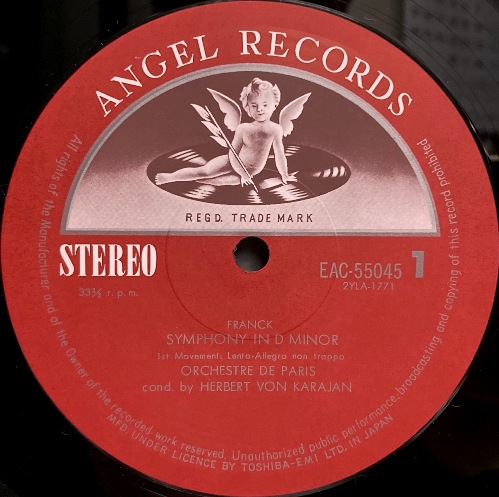 ANGEL RECORDS
REGD. TRADE MARK
STEREO
EAC-55045 1
33⅓ r.p.m.
2YLA-1771
FRANCK
SYMPHONY IN D MINOR
1st Movement: Lento-Allegro non troppo
ORCHESTRE DE PARIS
cond. by HERBERT VON KARAJAN
All rights of the Manufacturer and of the Owner of the recorded work reserved. Unauthorized public performance, broadcasting and copying of this record prohibited
MFD UNDER LICENCE BY TOSHIBA-EMI LTD. IN JAPAN